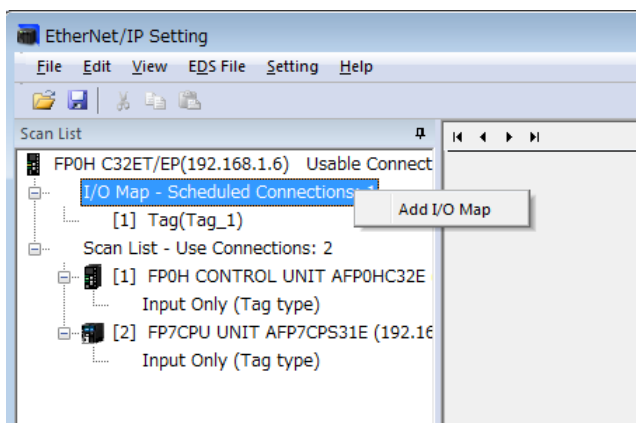 EtherNet/IP Setting
File Edit View EDS File Setting Help
Scan List
FP0H C32ET/EP(192.168.1.6) Usable Connect
I/O Map - Scheduled Connections: 1
Add I/O Map
[1] Tag(Tag_1)
Scan List - Use Connections: 2
[1] FP0H CONTROL UNIT AFP0HC32E
Input Only (Tag type)
[2] FP7CPU UNIT AFP7CPS31E (192.16
Input Only (Tag type)